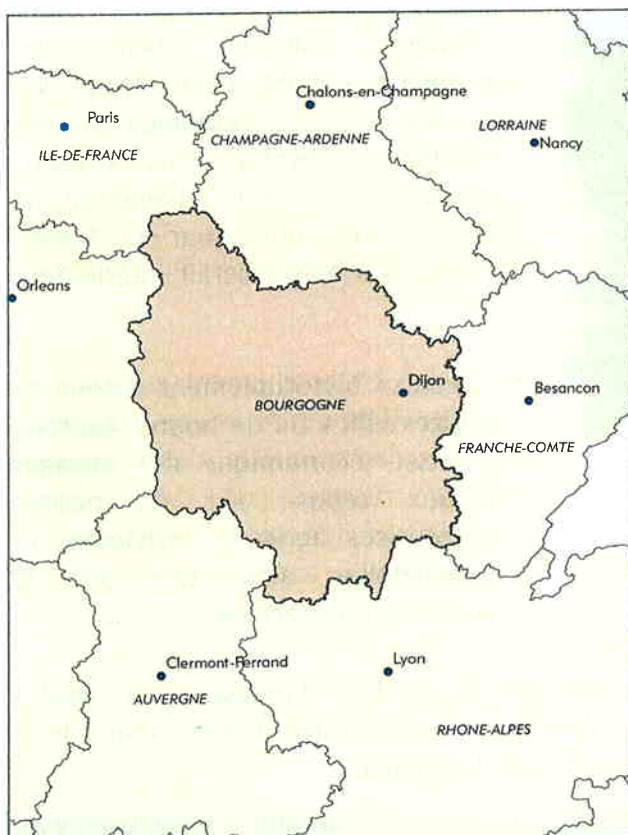 Chalons-en-Champagne
Paris
LORRAINE
CHAMPAGNE-ARDENNE
Nancy
ILE-DE-FRANCE
Orleans
Dijon
Besancon
BOURGOGNE
FRANCHE-COMTE
Clermont-Ferrand
Lyon
AUVERGNE
RHONE-ALPES